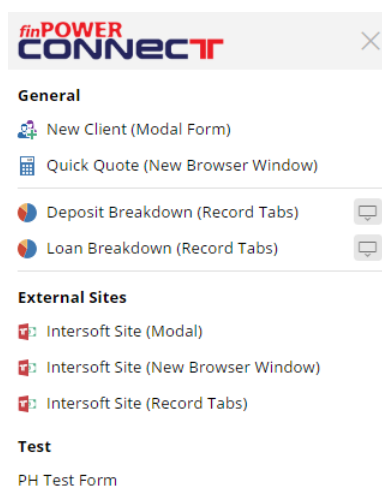 finPOWER
CONNECT
General
New Client (Modal Form)
Quick Quote (New Browser Window)
Deposit Breakdown (Record Tabs)
Loan Breakdown (Record Tabs)
External Sites
Intersoft Site (Modal)
Intersoft Site (New Browser Window)
Intersoft Site (Record Tabs)
Test
PH Test Form